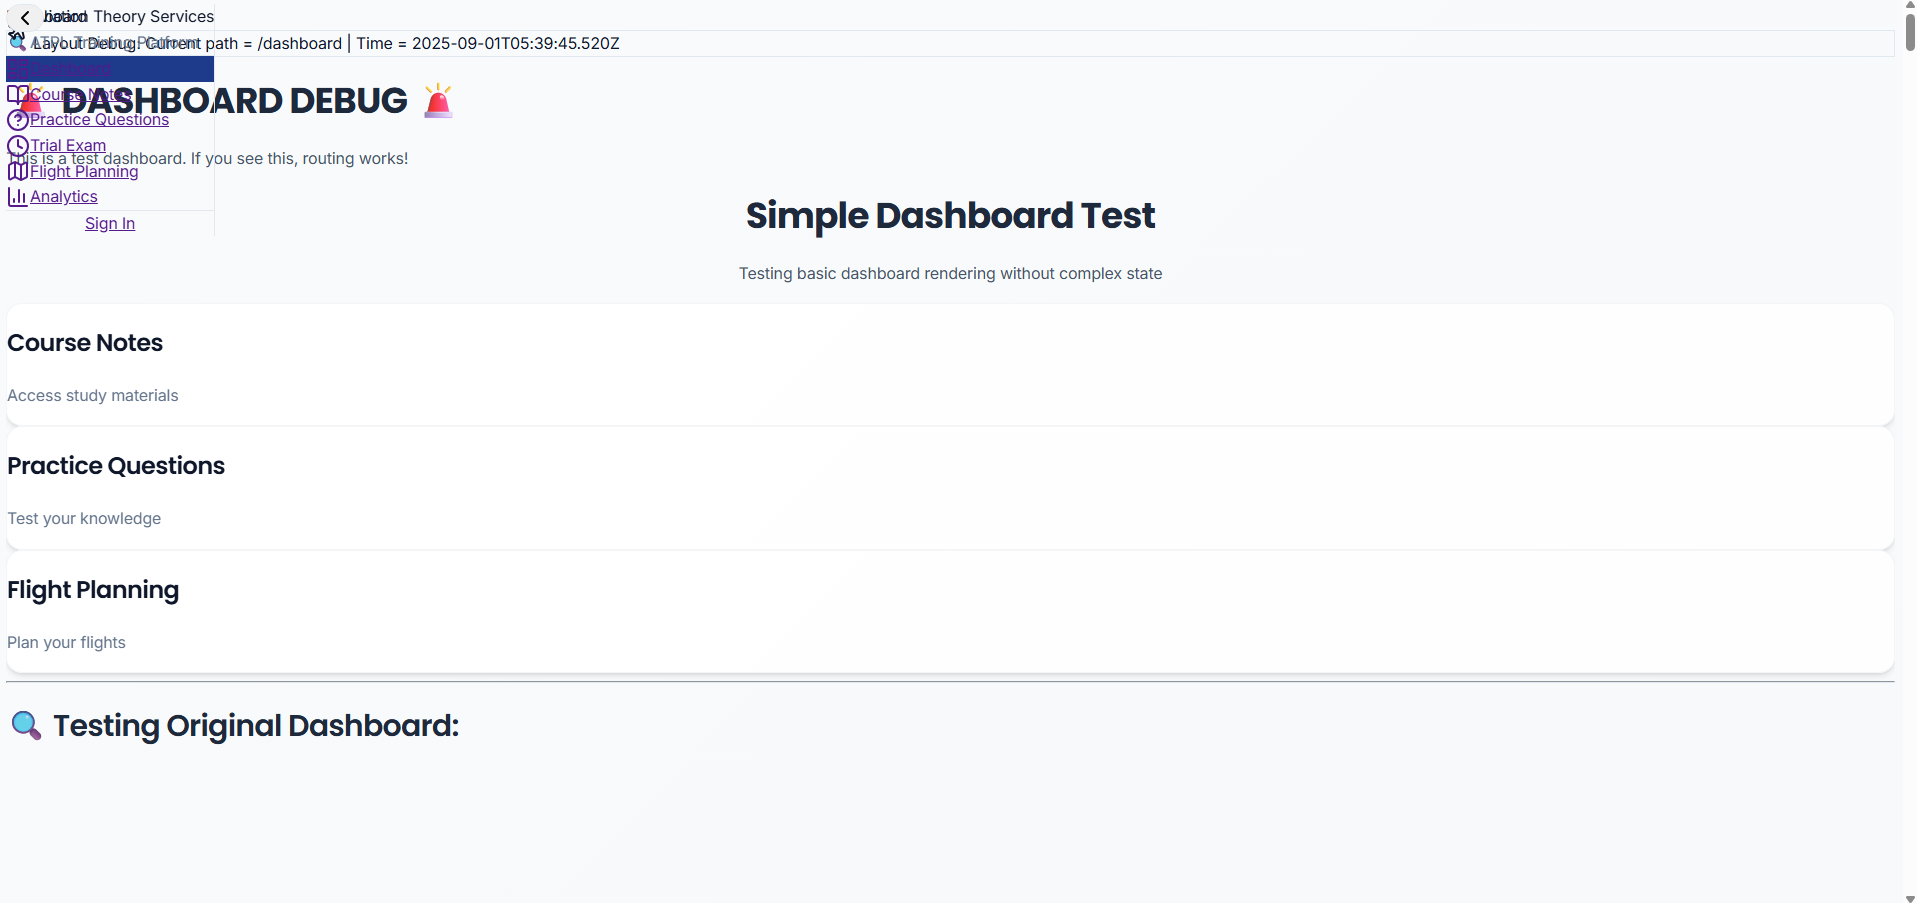 Theory Services
ATPL Training Platform
Layout Debug: Current path = /dashboard | Time = 2025-09-01T05:39:45.520Z
Dashboard
Course Notes
DASHBOARD DEBUG
Practice Questions
Trial Exam
This is a test dashboard. If you see this, routing works!
Flight Planning
Analytics
Sign In
Simple Dashboard Test
Testing basic dashboard rendering without complex state
Course Notes
Access study materials
Practice Questions
Test your knowledge
Flight Planning
Plan your flights
Testing Original Dashboard: